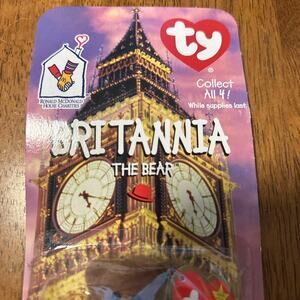 ty
®
Collect
All 4!
While supplies last.
RONALD McDONALD
HOUSE CHARITIES
BRITANNIA
THE BEAR